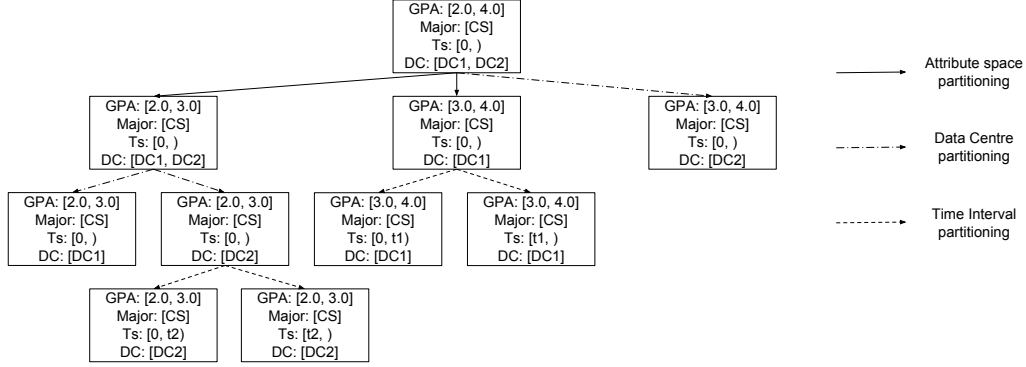 GPA: [2.0, 4.0]
Major: [CS]
Ts: [0, )
DC: [DC1, DC2]
Attribute space
partitioning
GPA: [2.0, 3.0]
Major: [CS]
Ts: [0, )
DC: [DC1, DC2]
GPA: [3.0, 4.0]
Major: [CS]
Ts: [0, )
DC: [DC1]
GPA: [3.0, 4.0]
Major: [CS]
Ts: [0, )
DC: [DC2]
Data Centre
partitioning
GPA: [2.0, 3.0]
Major: [CS]
Ts: [0, )
DC: [DC1]
GPA: [2.0, 3.0]
Major: [CS]
Ts: [0, )
DC: [DC2]
GPA: [3.0, 4.0]
Major: [CS]
Ts: [0, t1)
DC: [DC1]
GPA: [3.0, 4.0]
Major: [CS]
Ts: [t1, )
DC: [DC1]
Time Interval
partitioning
GPA: [2.0, 3.0]
Major: [CS]
Ts: [0, t2)
DC: [DC2]
GPA: [2.0, 3.0]
Major: [CS]
Ts: [t2, )
DC: [DC2]